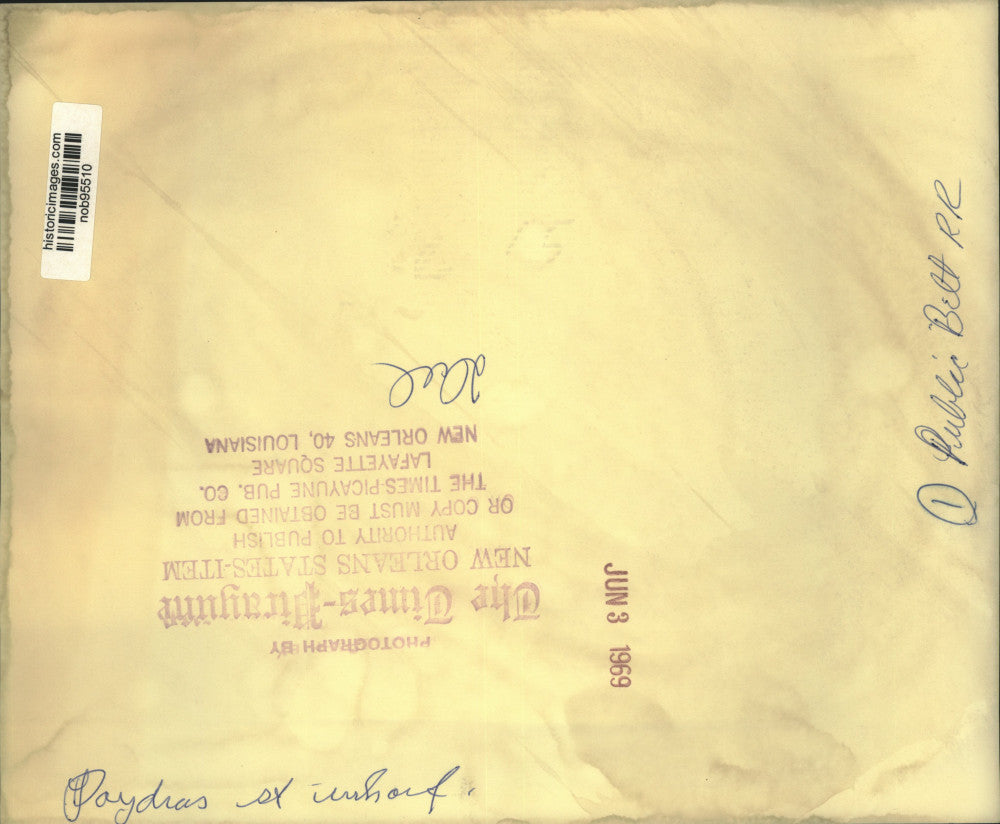 historicimages.com
nob95510
① Public Belt RR
NEW ORLEANS 40, LOUISIANA
LAFAYETTE SQUARE
THE TIMES-PICAYUNE PUB. CO.
OR COPY MUST BE OBTAINED FROM
AUTHORITY TO PUBLISH
NEW ORLEANS STATES-ITEM
The Times-Picayune
PHOTOGRAPH BY
JUN 3 1969
Poydras st wharf.